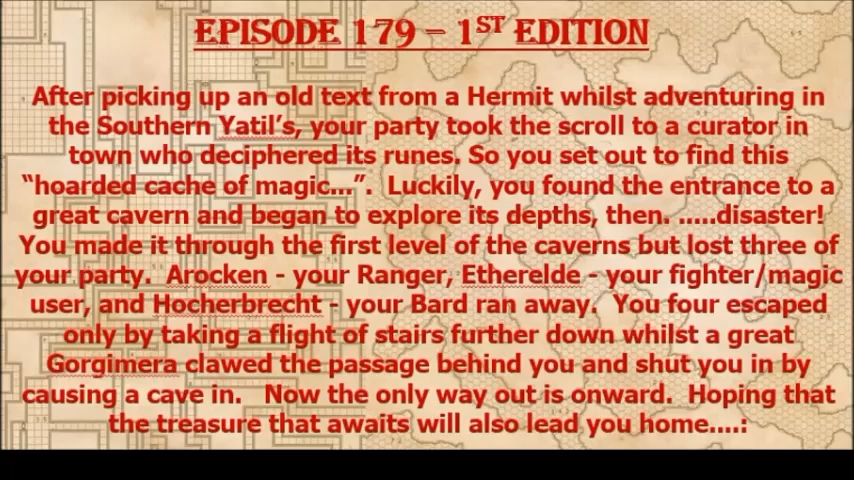 EPISODE 179 – 1ST EDITION
After picking up an old text from a Hermit whilst adventuring in
the Southern Yatil’s, your party took the scroll to a curator in
town who deciphered its runes. So you set out to find this
“hoarded cache of magic...”.  Luckily, you found the entrance to a
great cavern and began to explore its depths, then. .....disaster!
You made it through the first level of the caverns but lost three of
your party.  Arocken - your Ranger, Etherelde - your fighter/magic
user, and Hocherbrecht - your Bard ran away.  You four escaped
only by taking a flight of stairs further down whilst a great
Gorgimera clawed the passage behind you and shut you in by
causing a cave in.   Now the only way out is onward.  Hoping that
the treasure that awaits will also lead you home....: